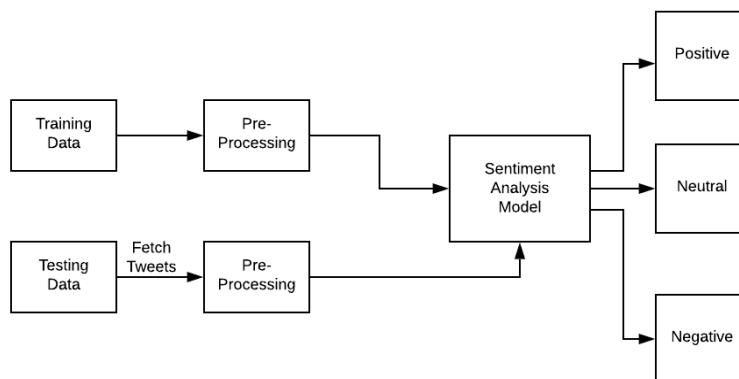 Training
Data
Pre-
Processing
Sentiment
Analysis
Model
Positive
Neutral
Negative
Testing
Data
Fetch
Tweets
Pre-
Processing